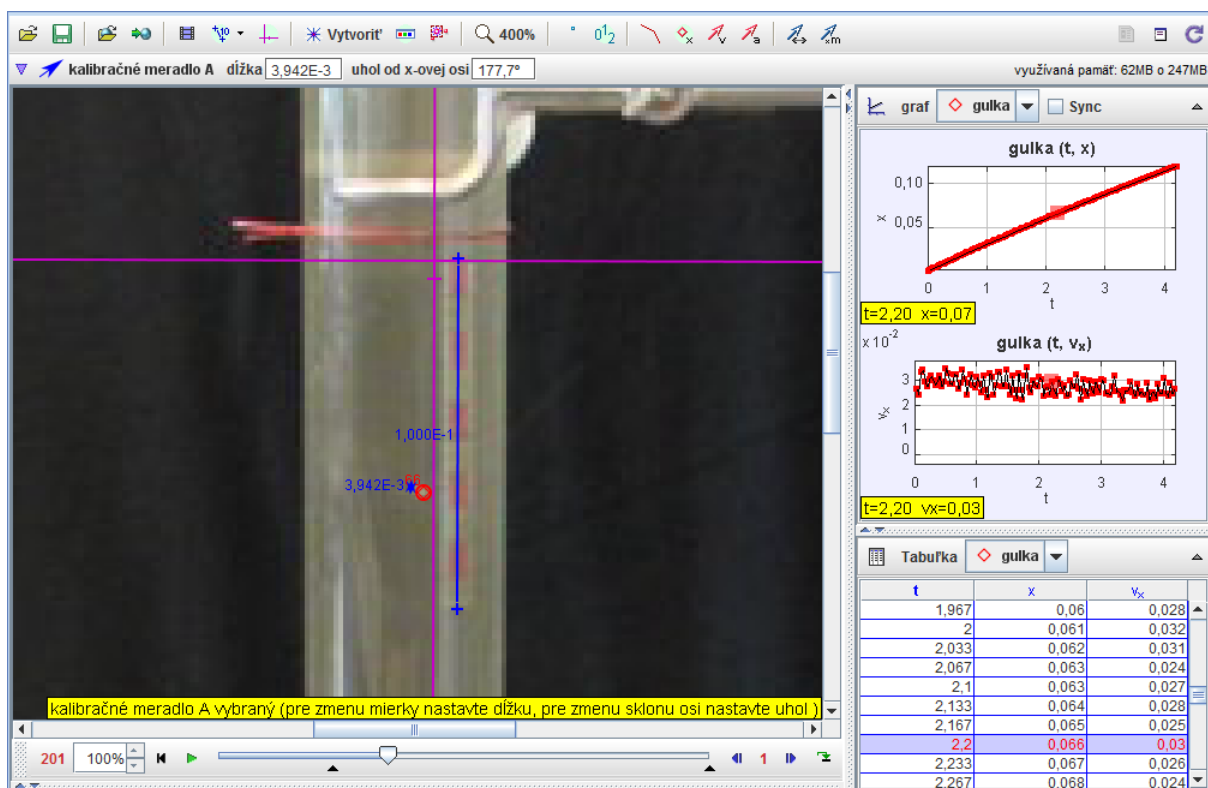 10
Vytvoriť
400%
0 1 2
v
a
xm
kalibračné meradlo A dĺžka 3,942E-3 uhol od x-ovej osi 177,7°
využívaná pamäť: 62MB o 247MB
1,000E-1
3,942E-3
kalibračné meradlo A vybraný (pre zmenu mierky nastavte dĺžku, pre zmenu sklonu osi nastavte uhol )
201 100% 1
graf gulka Sync
gulka (t, x)
0,10
x
0,05
0 1 2 3 4
t
t=2,20 x=0,07
x10⁻²
gulka (t, vₓ)
3
2
vₓ
1
0
0 1 2 3 4
t
t=2,20 vx=0,03
Tabuľka gulka
t x vₓ
1,967 0,06 0,028
2 0,061 0,032
2,033 0,062 0,031
2,067 0,063 0,024
2,1 0,063 0,027
2,133 0,064 0,028
2,167 0,065 0,025
2,2 0,066 0,03
2,233 0,067 0,026
2,267 0,068 0,024